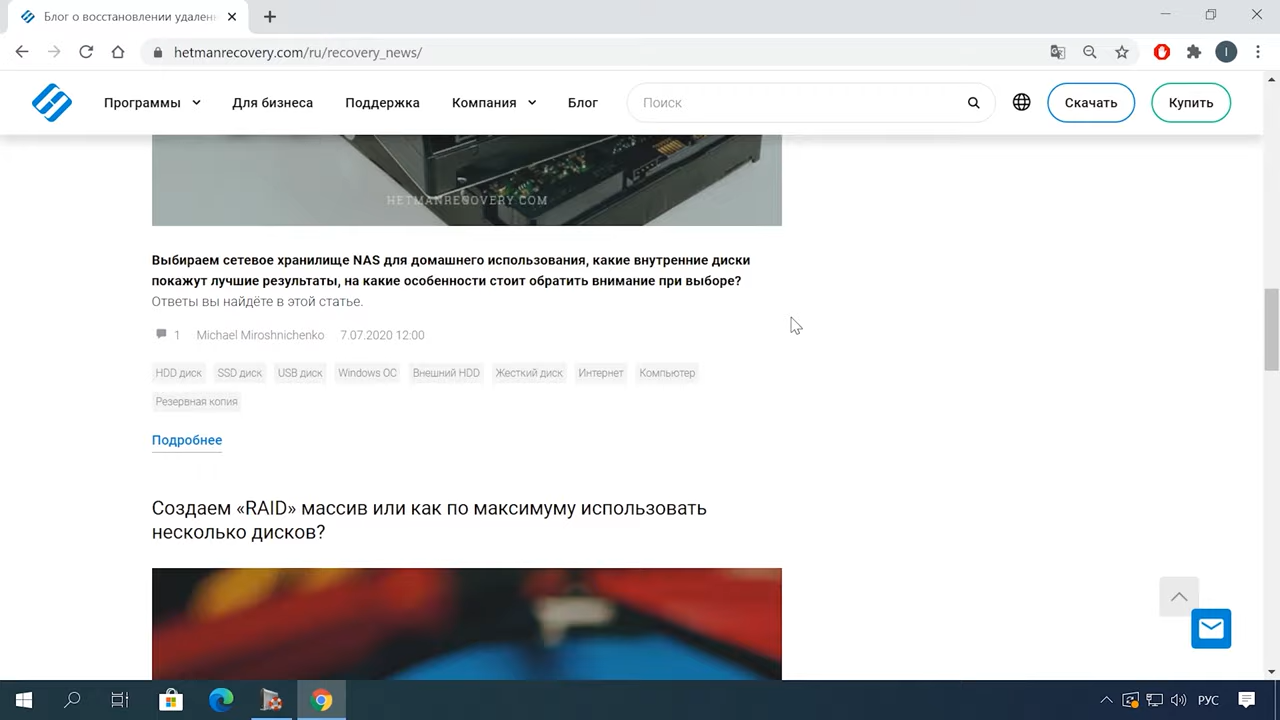 Блог о восстановлении удален
hetmanrecovery.com/ru/recovery_news/
I
Программы
Для бизнеса
Поддержка
Компания
Блог
Поиск
Скачать
Купить
HETMANRECOVERY.COM
Выбираем сетевое хранилище NAS для домашнего использования, какие внутренние диски
покажут лучшие результаты, на какие особенности стоит обратить внимание при выборе?
Ответы вы найдёте в этой статье.
1 Michael Miroshnichenko 7.07.2020 12:00
HDD диск SSD диск USB диск Windows ОС Внешний HDD Жесткий диск Интернет Компьютер
Резервная копия
Подробнее
Создаем «RAID» массив или как по максимуму использовать
несколько дисков?
РУС